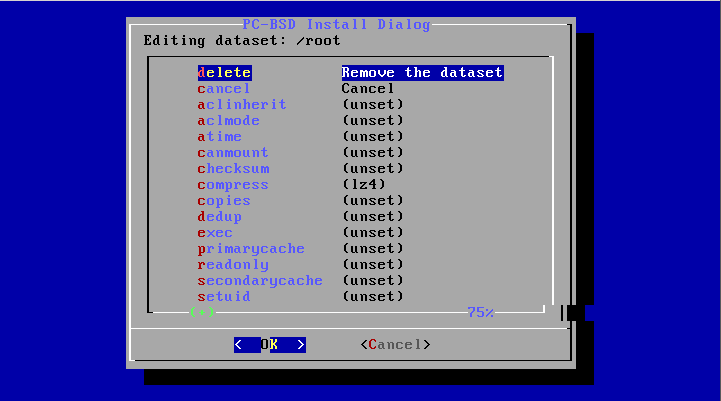 PC-BSD Install Dialog
Editing dataset: /root
delete Remove the dataset
cancel Cancel
aclinherit (unset)
aclmode (unset)
atime (unset)
canmount (unset)
checksum (unset)
compress (lz4)
copies (unset)
dedup (unset)
exec (unset)
primarycache (unset)
readonly (unset)
secondarycache (unset)
setuid (unset)
(+) 75%
< OK > <Cancel>